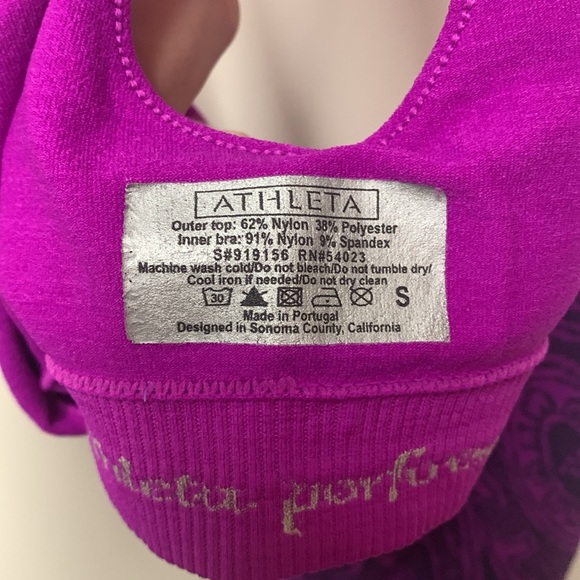 ATHLETA
Outer top: 62% Nylon 38% Polyester
Inner bra: 91% Nylon 9% Spandex
S#919156 RN#54023
Machine wash cold/Do not bleach/Do not tumble dry/
Cool iron if needed/Do not dry clean
30 S
Made in Portugal
Designed in Sonoma County, California